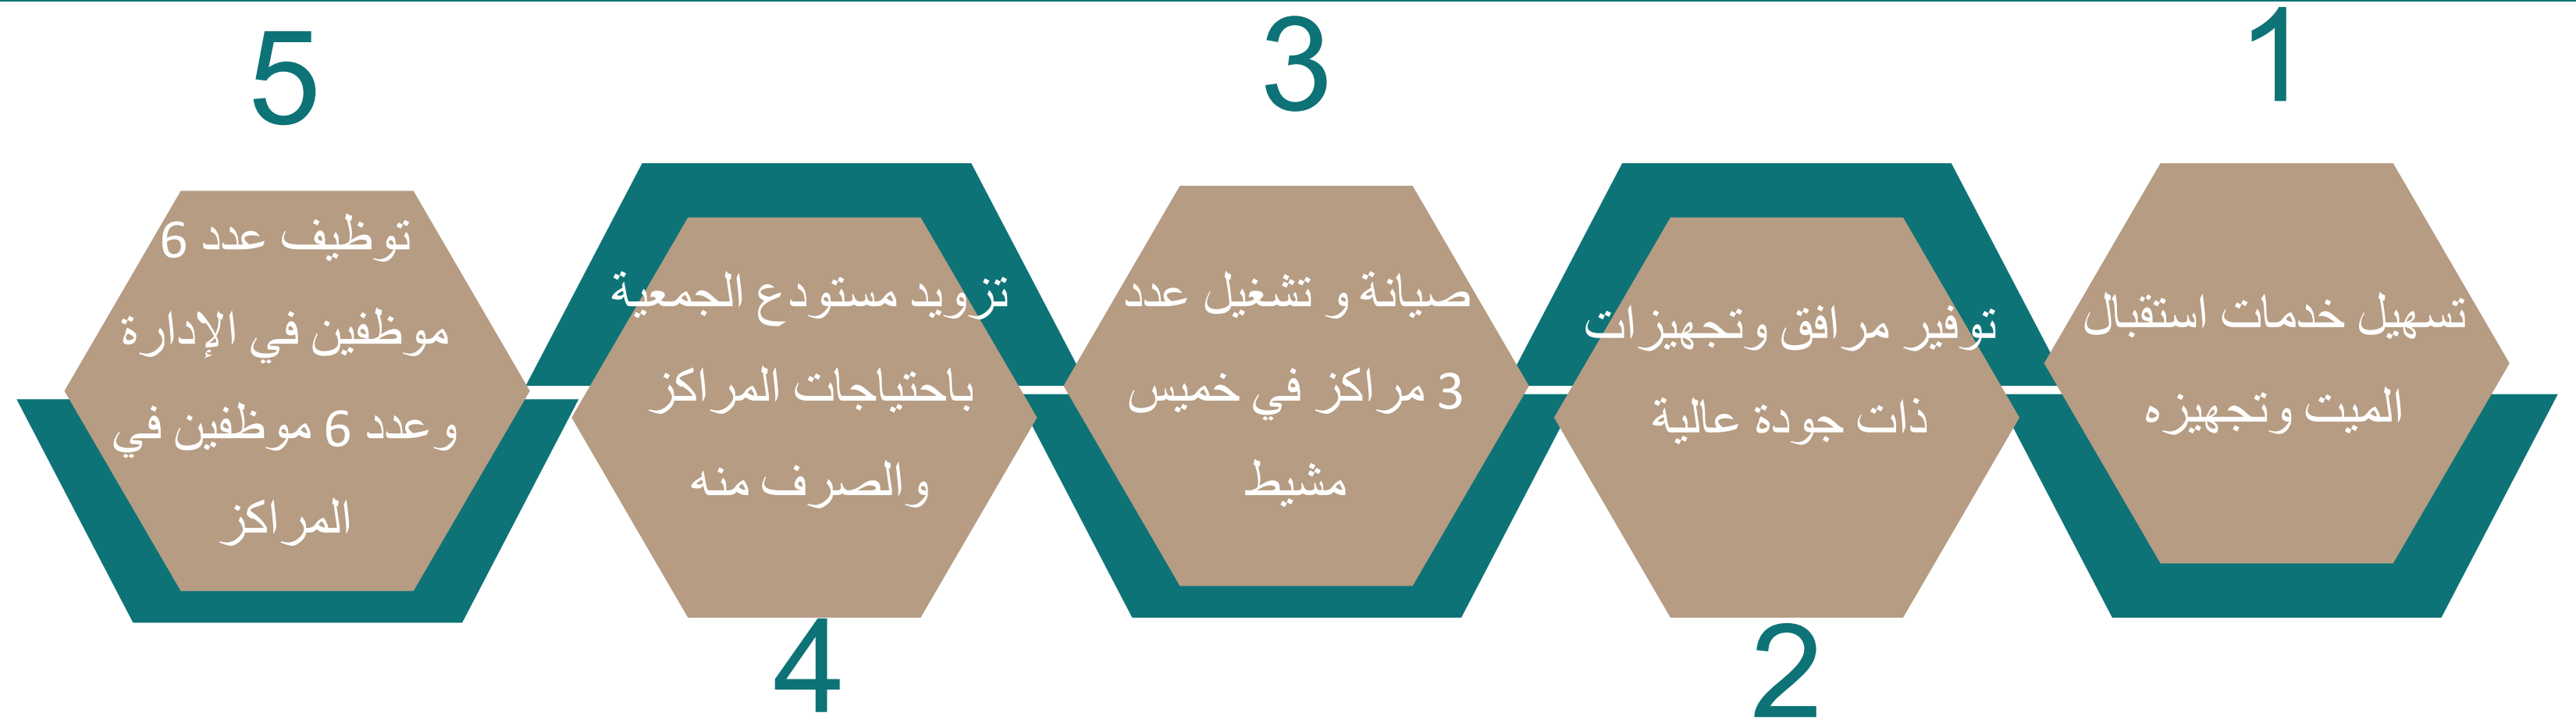 1
تسهيل خدمات استقبال
الميت وتجهيزه
2
توفير مرافق وتجهيزات
ذات جودة عالية
3
صيانة و تشغيل عدد
3 مراكز في خميس
مشيط
4
تزويد مستودع الجمعية
باحتياجات المراكز
والصرف منه
5
توظيف عدد 6
موظفين في الإدارة
وعدد 6 موظفين في
المراكز